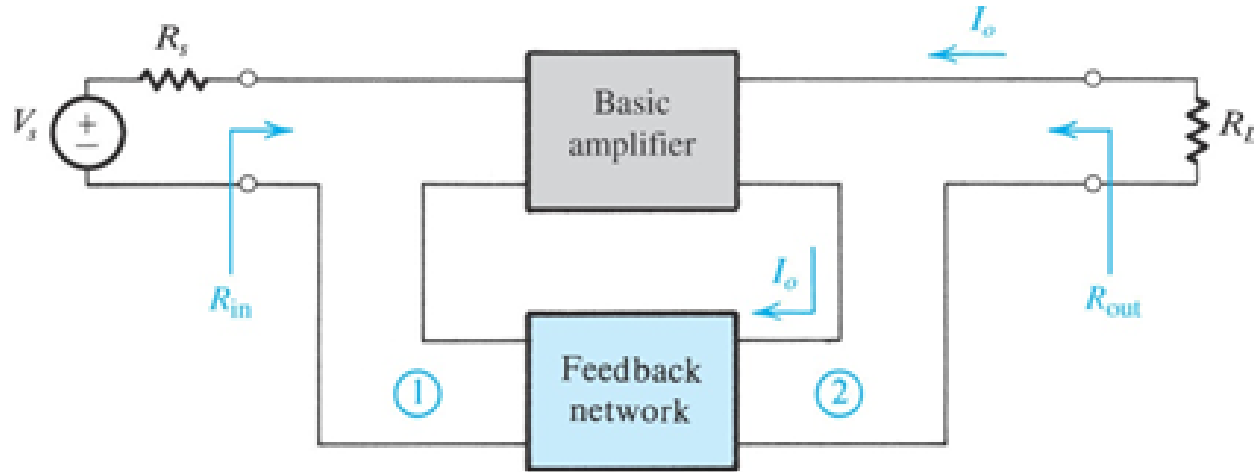 I_o
R_s
V_s
+
−
Basic
amplifier
R_L
R_in
I_o
R_out
1
2
Feedback
network